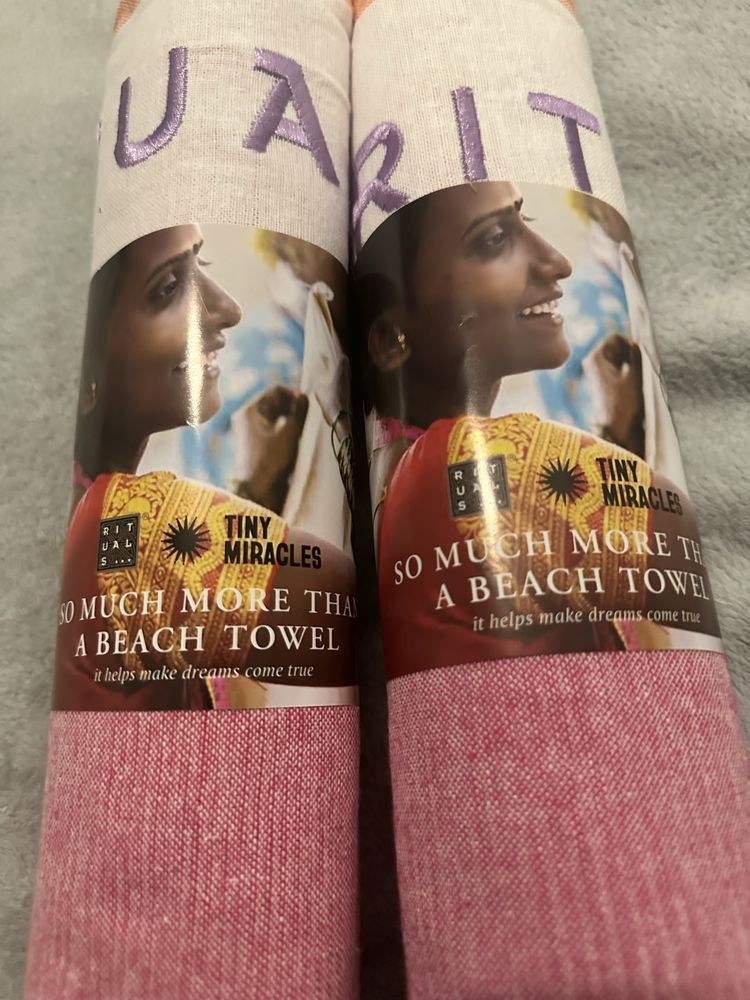 UA
RIT
RIT
UAL
S...
TINY
MIRACLES
SO MUCH MORE THAN
A BEACH TOWEL
it helps make dreams come true
RIT
UAL
S...
TINY
MIRACLES
SO MUCH MORE TH
A BEACH TOWEL
it helps make dreams come true